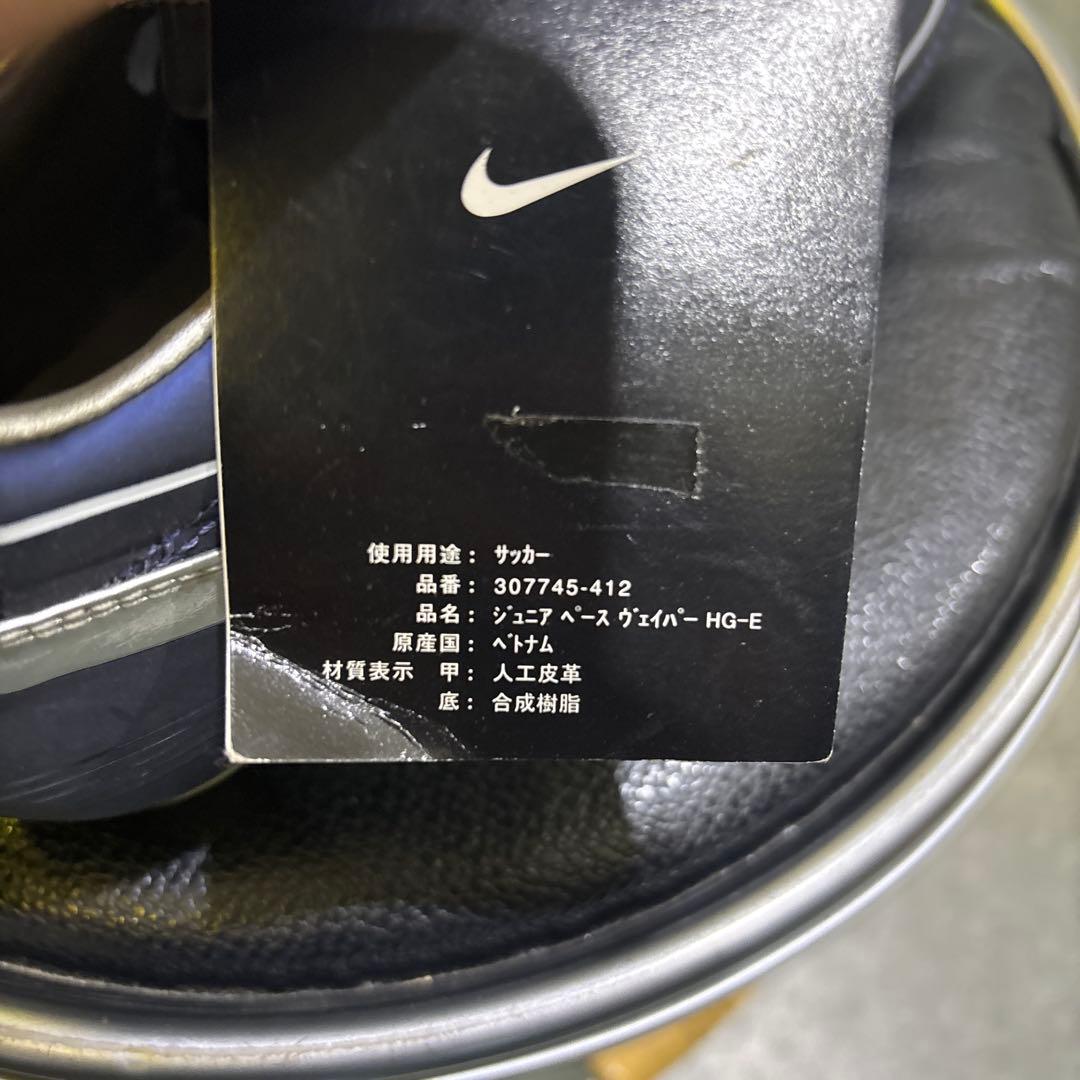 使用用途： サッカー
品番： 307745-412
品名： ジュニア ペース ヴェイパー HG-E
原産国： ベトナム
材質表示 甲： 人工皮革
底： 合成樹脂